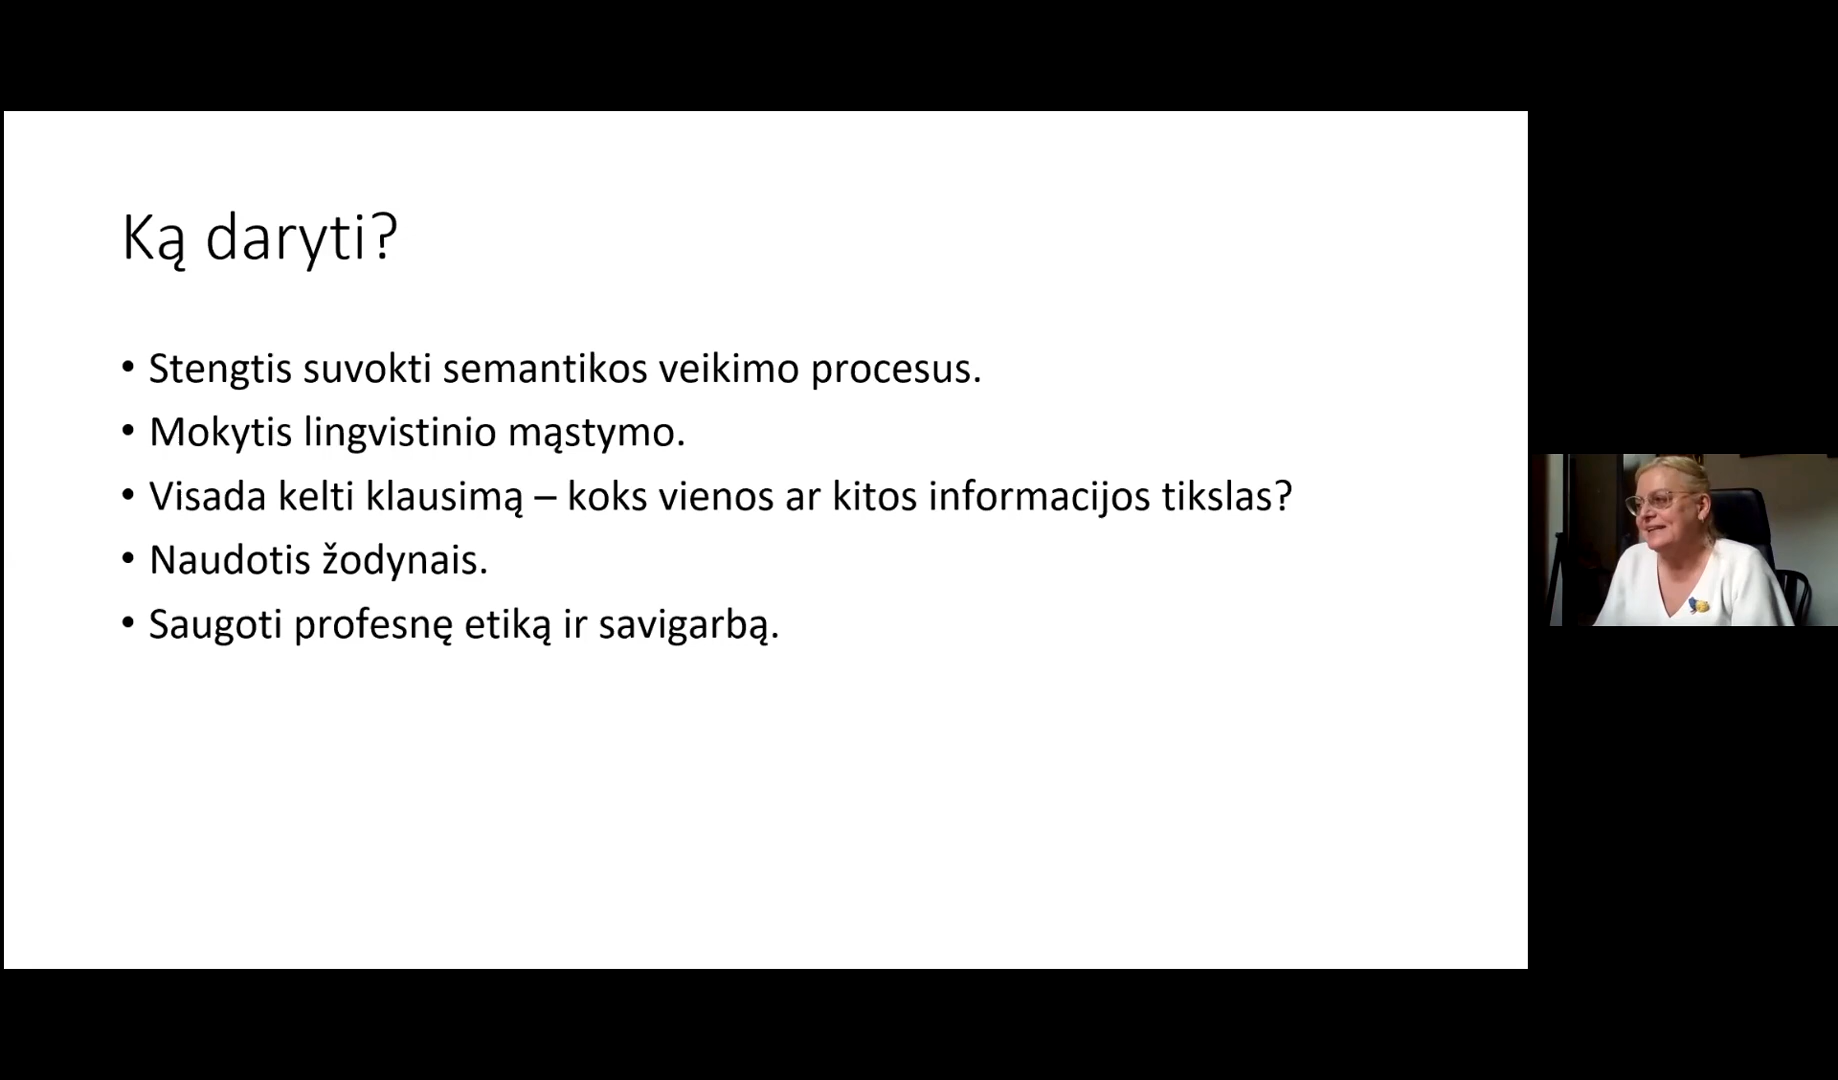 Ką daryti?
• Stengtis suvokti semantikos veikimo procesus.
• Mokytis lingvistinio mąstymo.
• Visada kelti klausimą – koks vienos ar kitos informacijos tikslas?
• Naudotis žodynais.
• Saugoti profesnę etiką ir savigarbą.